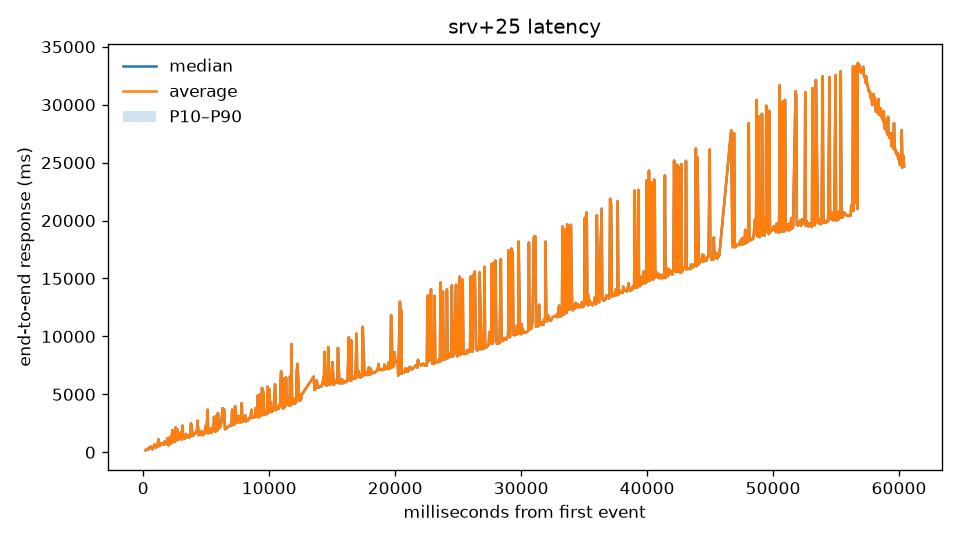 srv+25 latency
median
average
P10–P90
end-to-end response (ms)
35000
30000
25000
20000
15000
10000
5000
0
0 10000 20000 30000 40000 50000 60000
milliseconds from first event